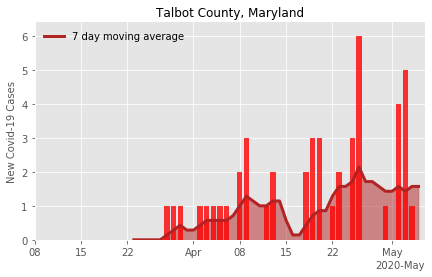 Talbot County, Maryland
7 day moving average
New Covid-19 Cases
6
5
4
3
2
1
0
08 15 22 Apr 08 15 22 May
2020-May